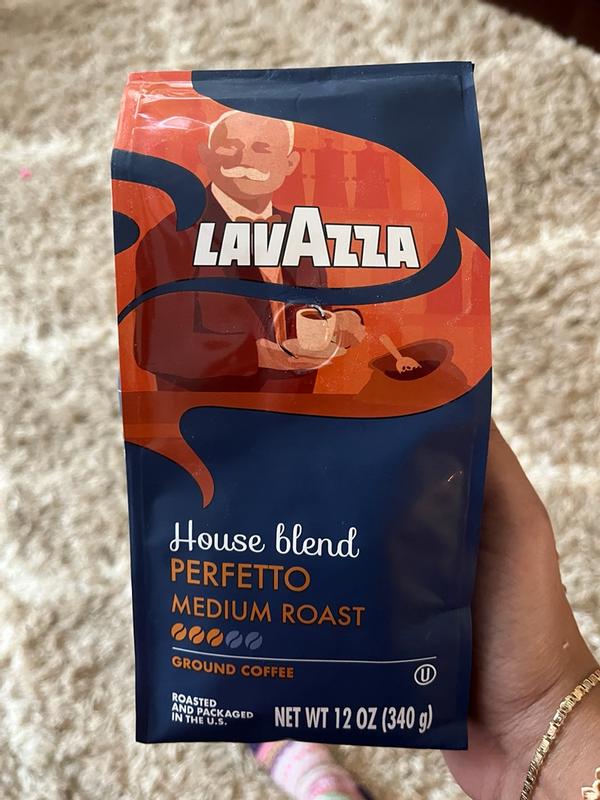 LAVAZZA
House blend
PERFETTO
MEDIUM ROAST
GROUND COFFEE
U
ROASTED
AND PACKAGED
IN THE U.S.
NET WT 12 OZ (340 g)